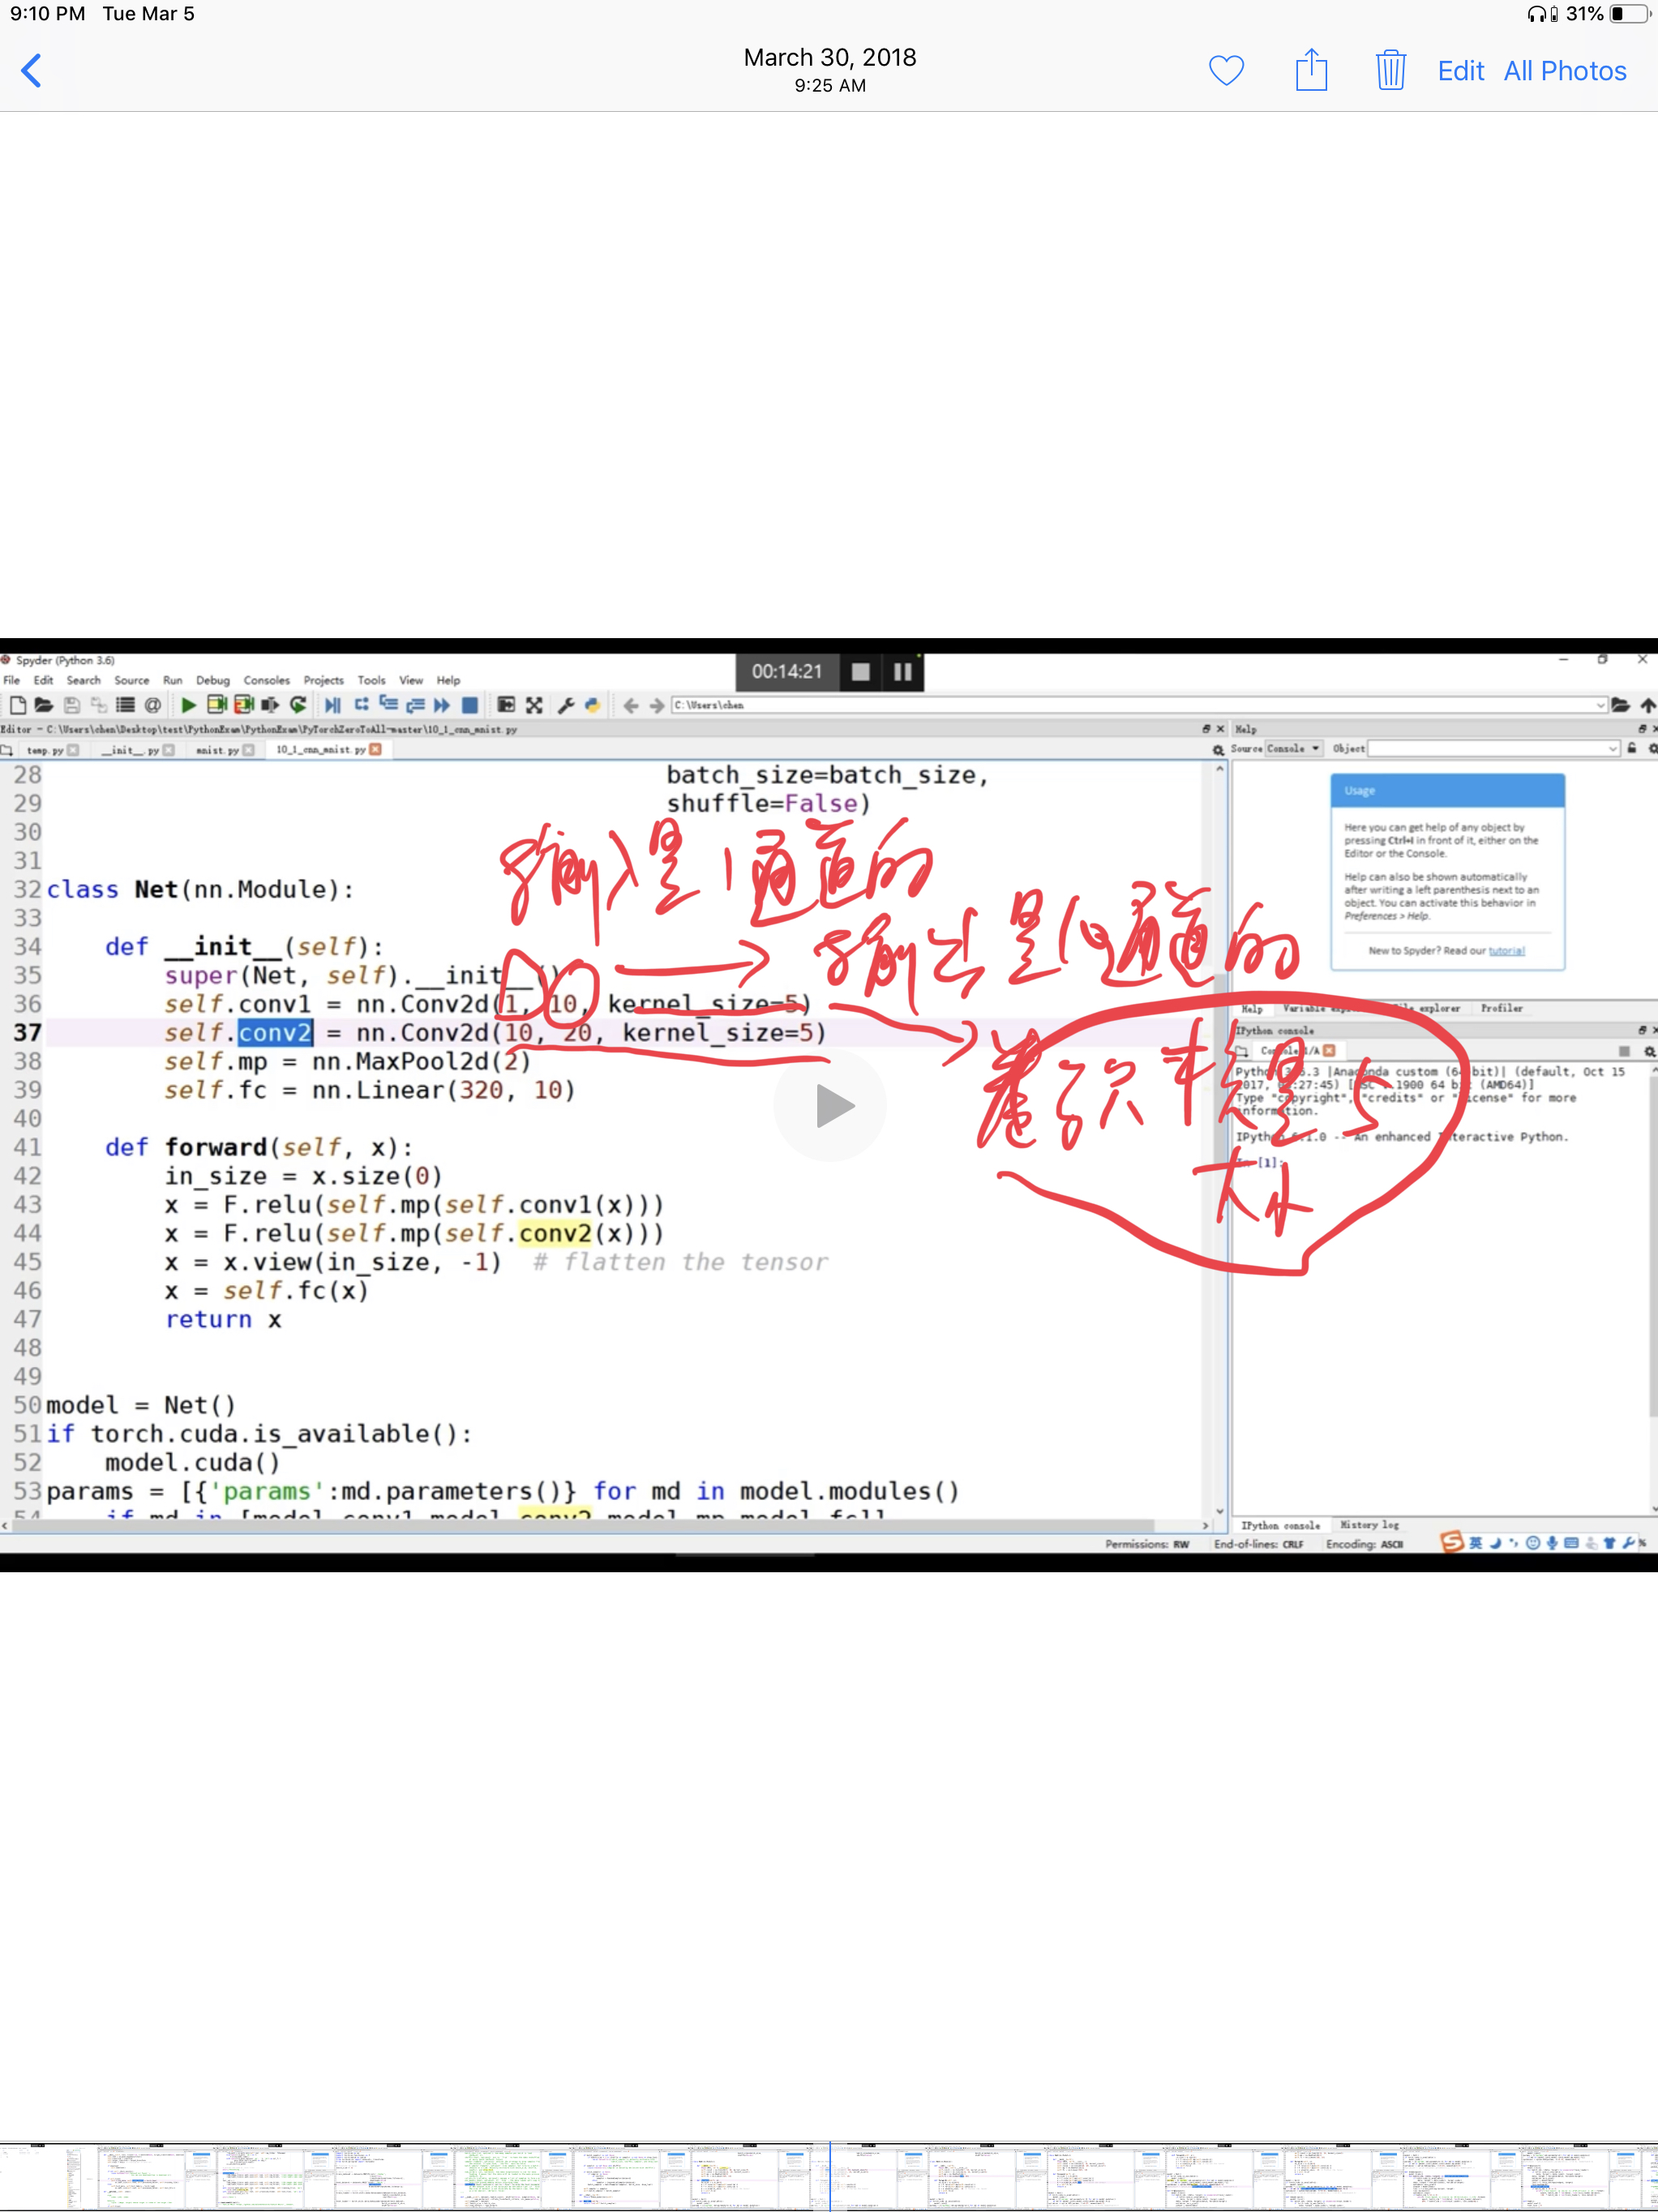 9:10 PM Tue Mar 5
31%
March 30, 2018
9:25 AM
Edit All Photos
Spyder (Python 3.6)
00:14:21
File Edit Search Source Run Debug Consoles Projects Tools View Help
C:\Users\chen
Editor - C:\Users\chen\Desktop\test\PythonExam\PythonExam\PyTorchZeroToAll-master\10_1_cnn_mnist.py
Help
temp.py __init__.py mnist.py 10_1_cnn_mnist.py
Source Console Object
28 batch_size=batch_size,
29 shuffle=False)
30
31
32 class Net(nn.Module):
33
34 def __init__(self):
35 super(Net, self).__init__()
36 self.conv1 = nn.Conv2d(1, 10, kernel_size=5)
37 self.conv2 = nn.Conv2d(10, 20, kernel_size=5)
38 self.mp = nn.MaxPool2d(2)
39 self.fc = nn.Linear(320, 10)
40
41 def forward(self, x):
42 in_size = x.size(0)
43 x = F.relu(self.mp(self.conv1(x)))
44 x = F.relu(self.mp(self.conv2(x)))
45 x = x.view(in_size, -1) # flatten the tensor
46 x = self.fc(x)
47 return x
48
49
50 model = Net()
51 if torch.cuda.is_available():
52 model.cuda()
53 params = [{'params':md.parameters()} for md in model.modules()
输入是1通道的
输出是10通道的
核是5
大小
Usage
Here you can get help of any object by
pressing Ctrl+I in front of it, either on the
Editor or the Console.
Help can also be shown automatically
after writing a left parenthesis next to an
object. You can activate this behavior in
Preferences > Help.
New to Spyder? Read our tutorial
Help Variable explorer File explorer Profiler
IPython console
Console 1/A
Python 3.6.3 |Anaconda custom (64-bit)| (default, Oct 15
2017, 03:27:45) [MSC v.1900 64 bit (AMD64)]
Type "copyright", "credits" or "license" for more
information.
IPython 6.1.0 -- An enhanced Interactive Python.
In [1]:
IPython console History log
Permissions: RW End-of-lines: CRLF Encoding: ASCII
英